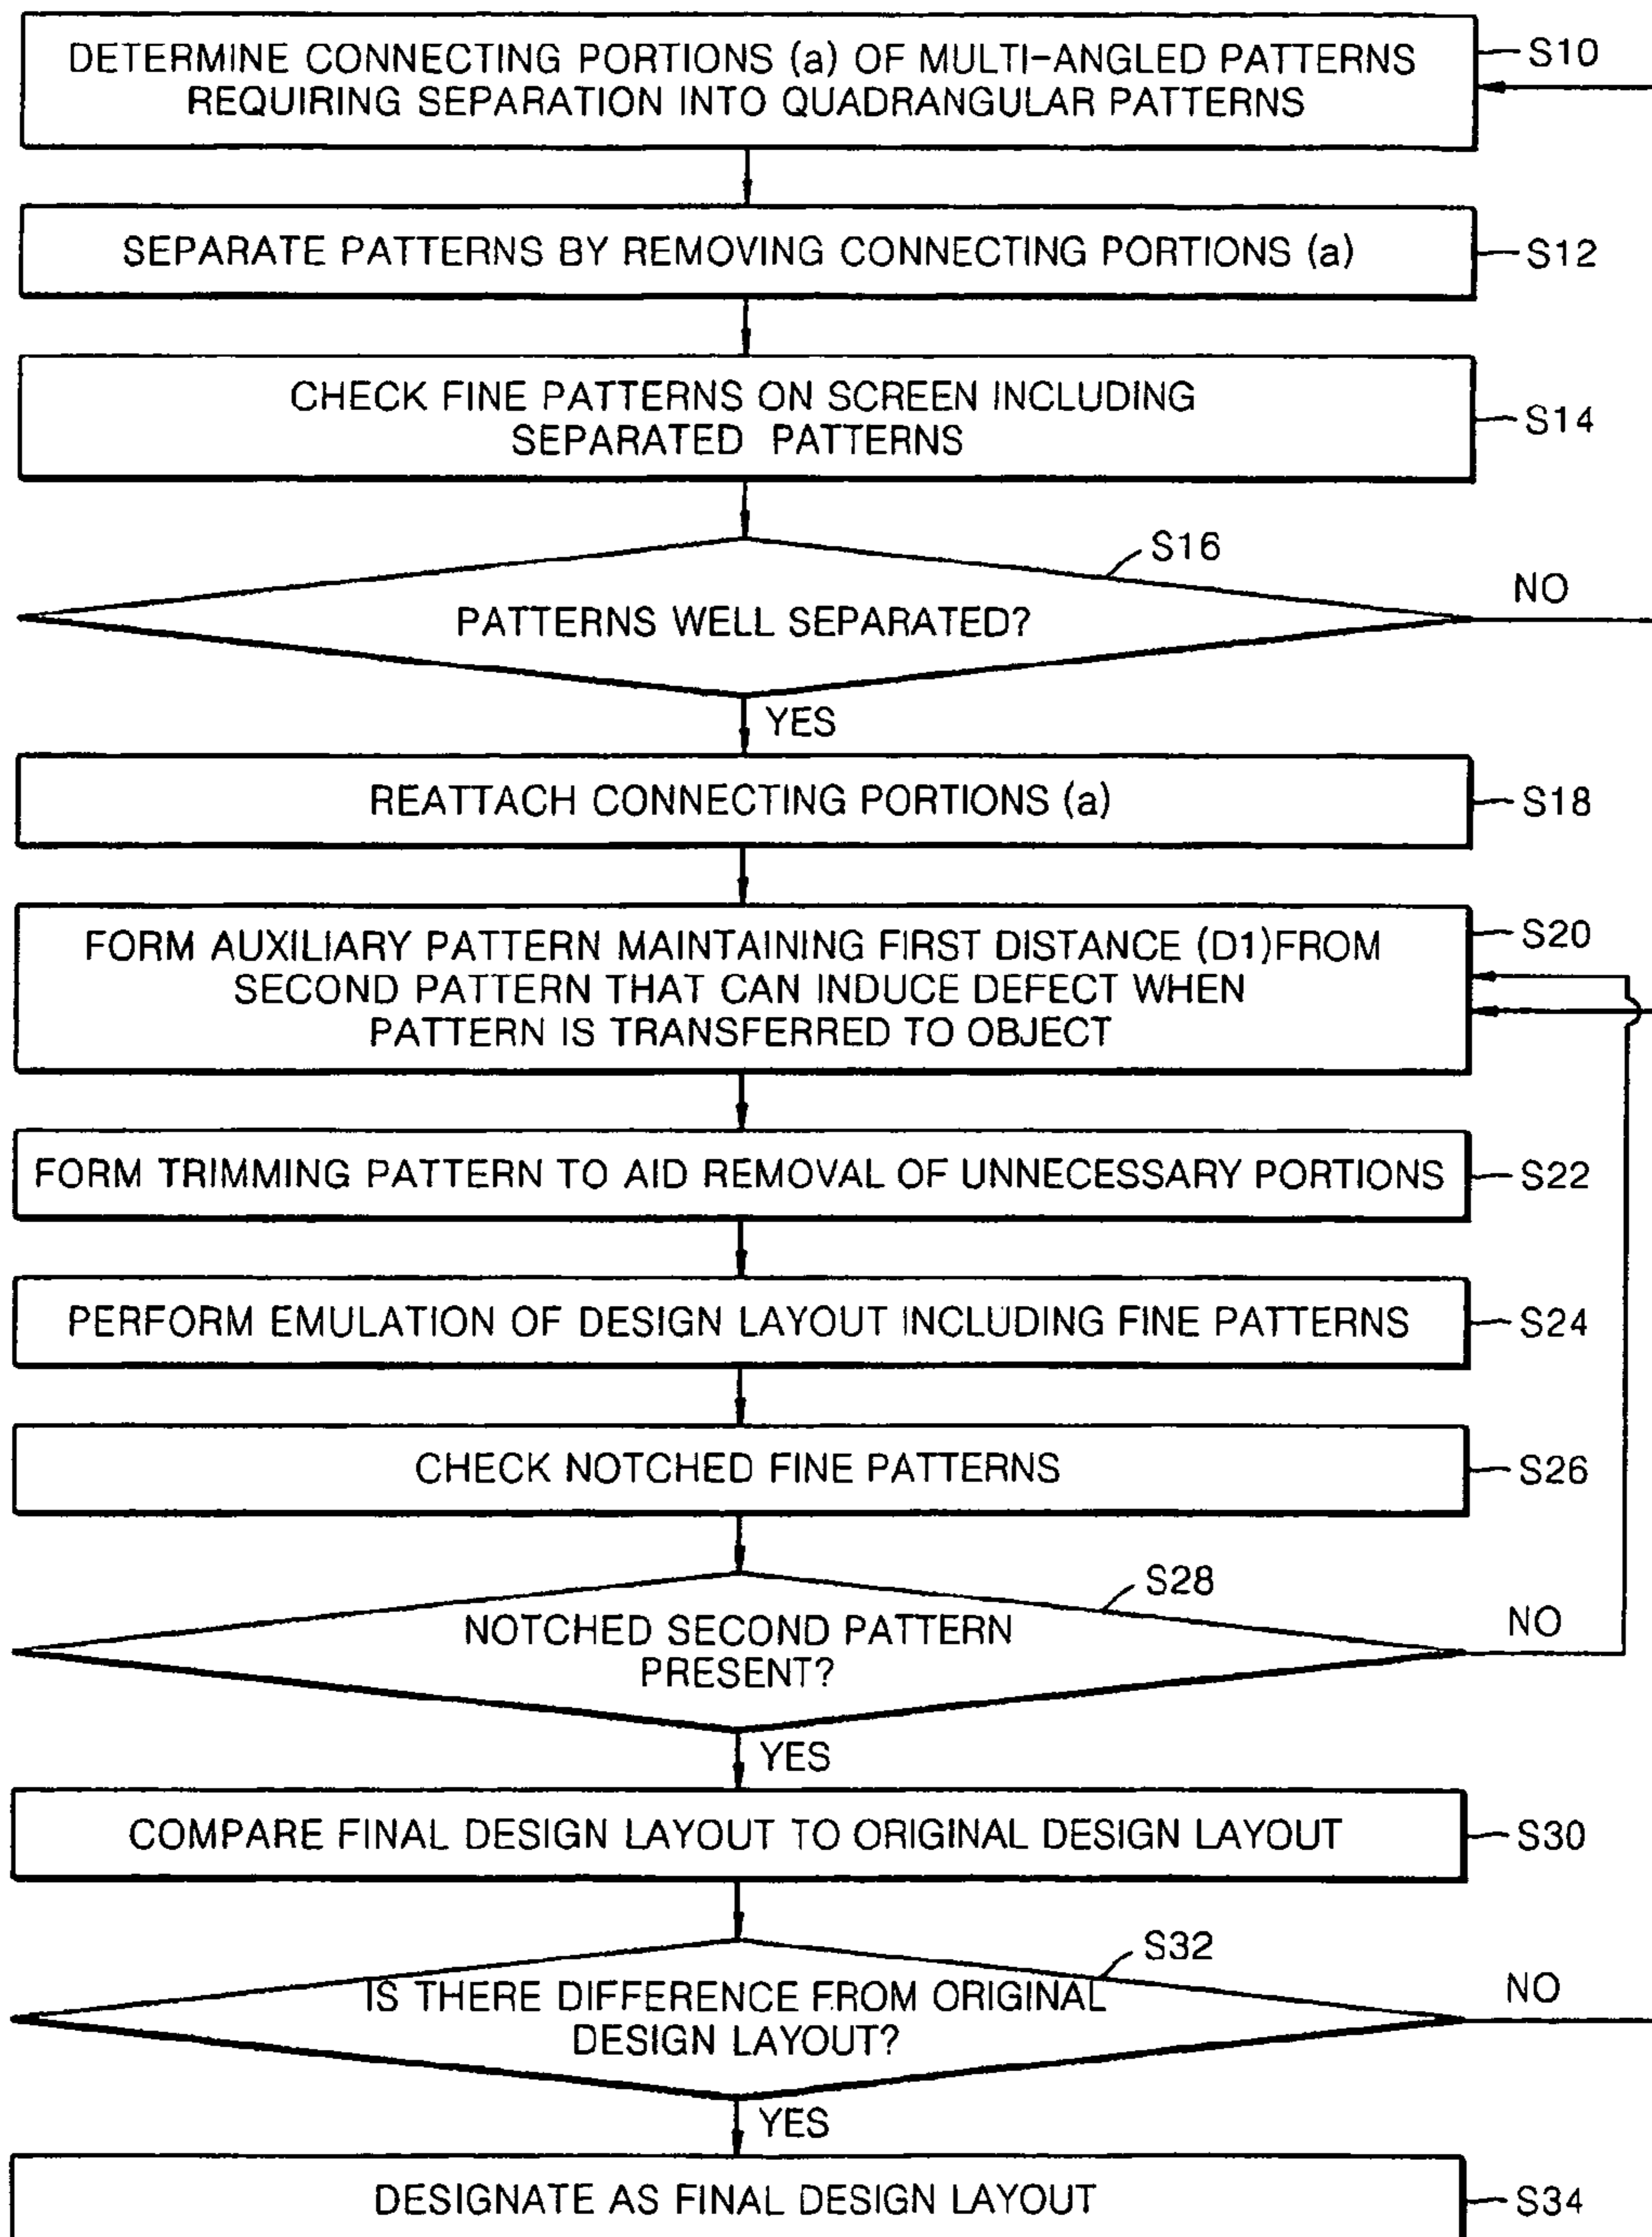 DETERMINE CONNECTING PORTIONS (a) OF MULTI-ANGLED PATTERNS
REQUIRING SEPARATION INTO QUADRANGULAR PATTERNS
S10
SEPARATE PATTERNS BY REMOVING CONNECTING PORTIONS (a)
S12
CHECK FINE PATTERNS ON SCREEN INCLUDING
SEPARATED PATTERNS
S14
S16
PATTERNS WELL SEPARATED?
NO
YES
REATTACH CONNECTING PORTIONS (a)
S18
FORM AUXILIARY PATTERN MAINTAINING FIRST DISTANCE (D1)FROM
SECOND PATTERN THAT CAN INDUCE DEFECT WHEN
PATTERN IS TRANSFERRED TO OBJECT
S20
FORM TRIMMING PATTERN TO AID REMOVAL OF UNNECESSARY PORTIONS
S22
PERFORM EMULATION OF DESIGN LAYOUT INCLUDING FINE PATTERNS
S24
CHECK NOTCHED FINE PATTERNS
S26
S28
NOTCHED SECOND PATTERN
PRESENT?
NO
YES
COMPARE FINAL DESIGN LAYOUT TO ORIGINAL DESIGN LAYOUT
S30
S32
IS THERE DIFFERENCE FROM ORIGINAL
DESIGN LAYOUT?
NO
YES
DESIGNATE AS FINAL DESIGN LAYOUT
S34